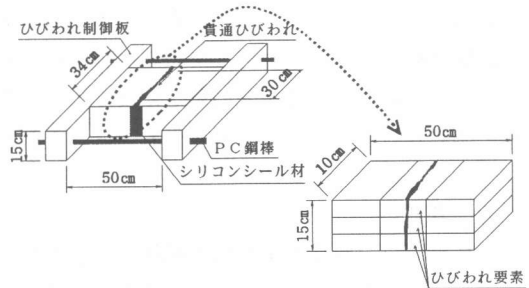 ひびわれ制御板
貫通ひびわれ
34㎝
30㎝
15㎝
PC鋼棒
シリコンシール材
50㎝
50㎝
10㎝
15㎝
ひびわれ要素